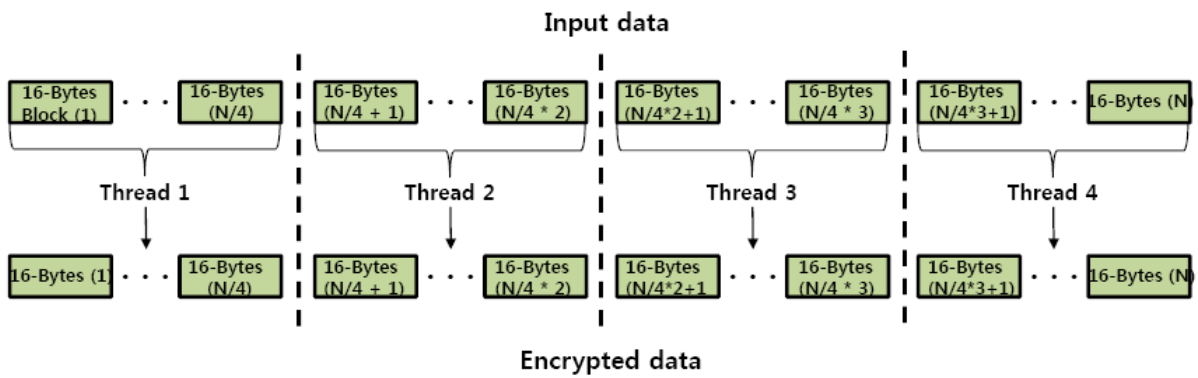 Input data
16-Bytes
Block (1)
. . .
16-Bytes
(N/4)
16-Bytes
(N/4 + 1)
. . .
16-Bytes
(N/4 * 2)
16-Bytes
(N/4*2+1)
. . .
16-Bytes
(N/4 * 3)
16-Bytes
(N/4*3+1)
. . .
16-Bytes (N)
Thread 1
Thread 2
Thread 3
Thread 4
16-Bytes (1)
. . .
16-Bytes
(N/4)
16-Bytes
(N/4 + 1)
. . .
16-Bytes
(N/4 * 2)
16-Bytes
(N/4*2+1
. . .
16-Bytes
(N/4 * 3)
16-Bytes
(N/4*3+1)
. . .
16-Bytes (N)
Encrypted data